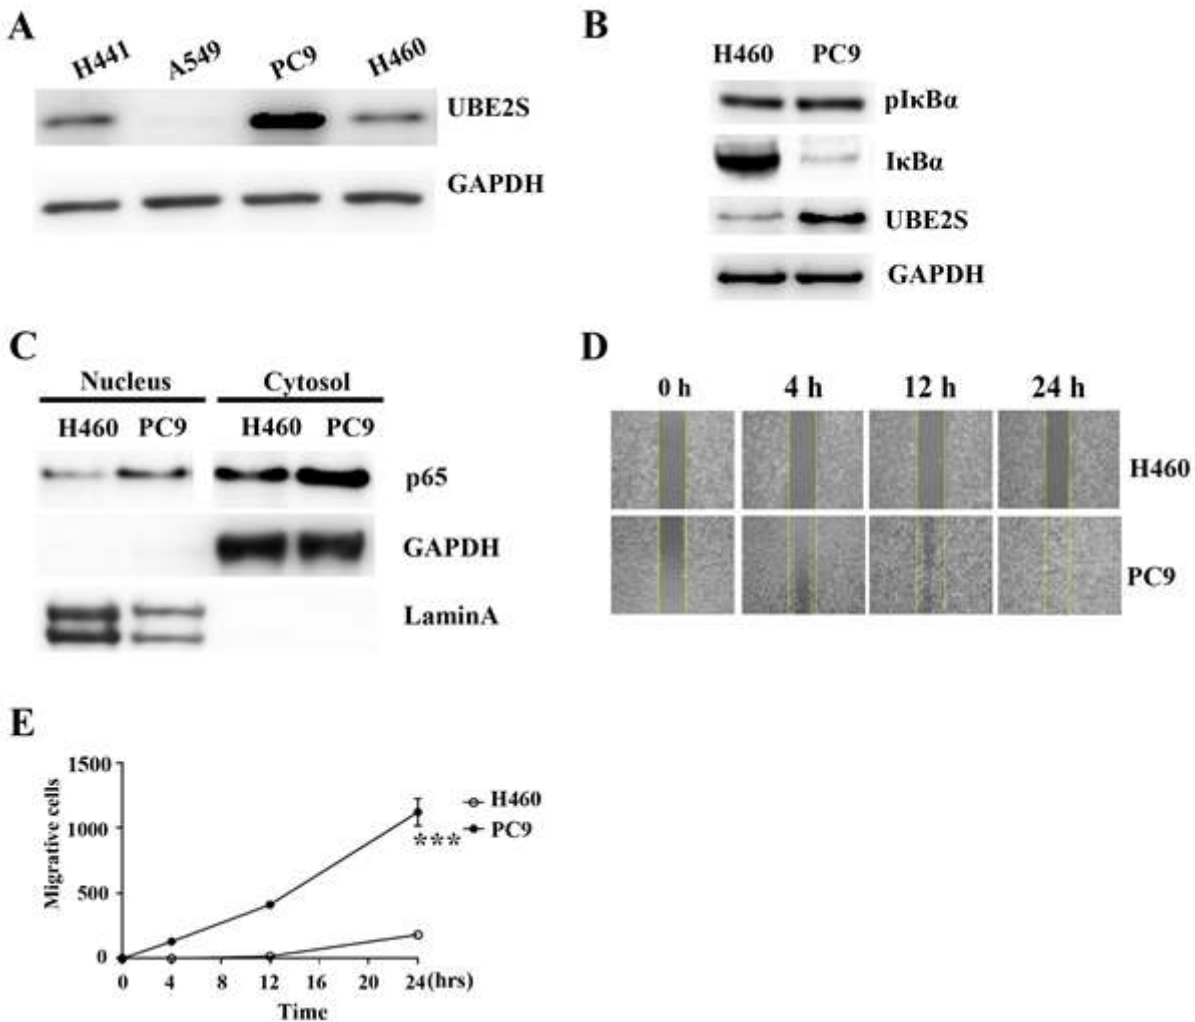 A
H441 A549 PC9 H460
UBE2S
GAPDH
B
H460 PC9
pIκBα
IκBα
UBE2S
GAPDH
C
Nucleus Cytosol
H460 PC9 H460 PC9
p65
GAPDH
LaminA
D
0 h 4 h 12 h 24 h
H460
PC9
E
Migrative cells
1500
1000
500
0
H460
PC9
***
0 4 8 12 16 20 24 (hrs)
Time